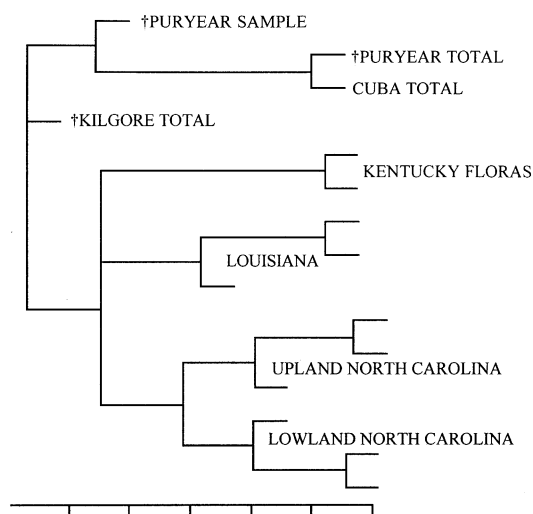 †PURYEAR SAMPLE
†PURYEAR TOTAL
CUBA TOTAL
†KILGORE TOTAL
KENTUCKY FLORAS
LOUISIANA
UPLAND NORTH CAROLINA
LOWLAND NORTH CAROLINA